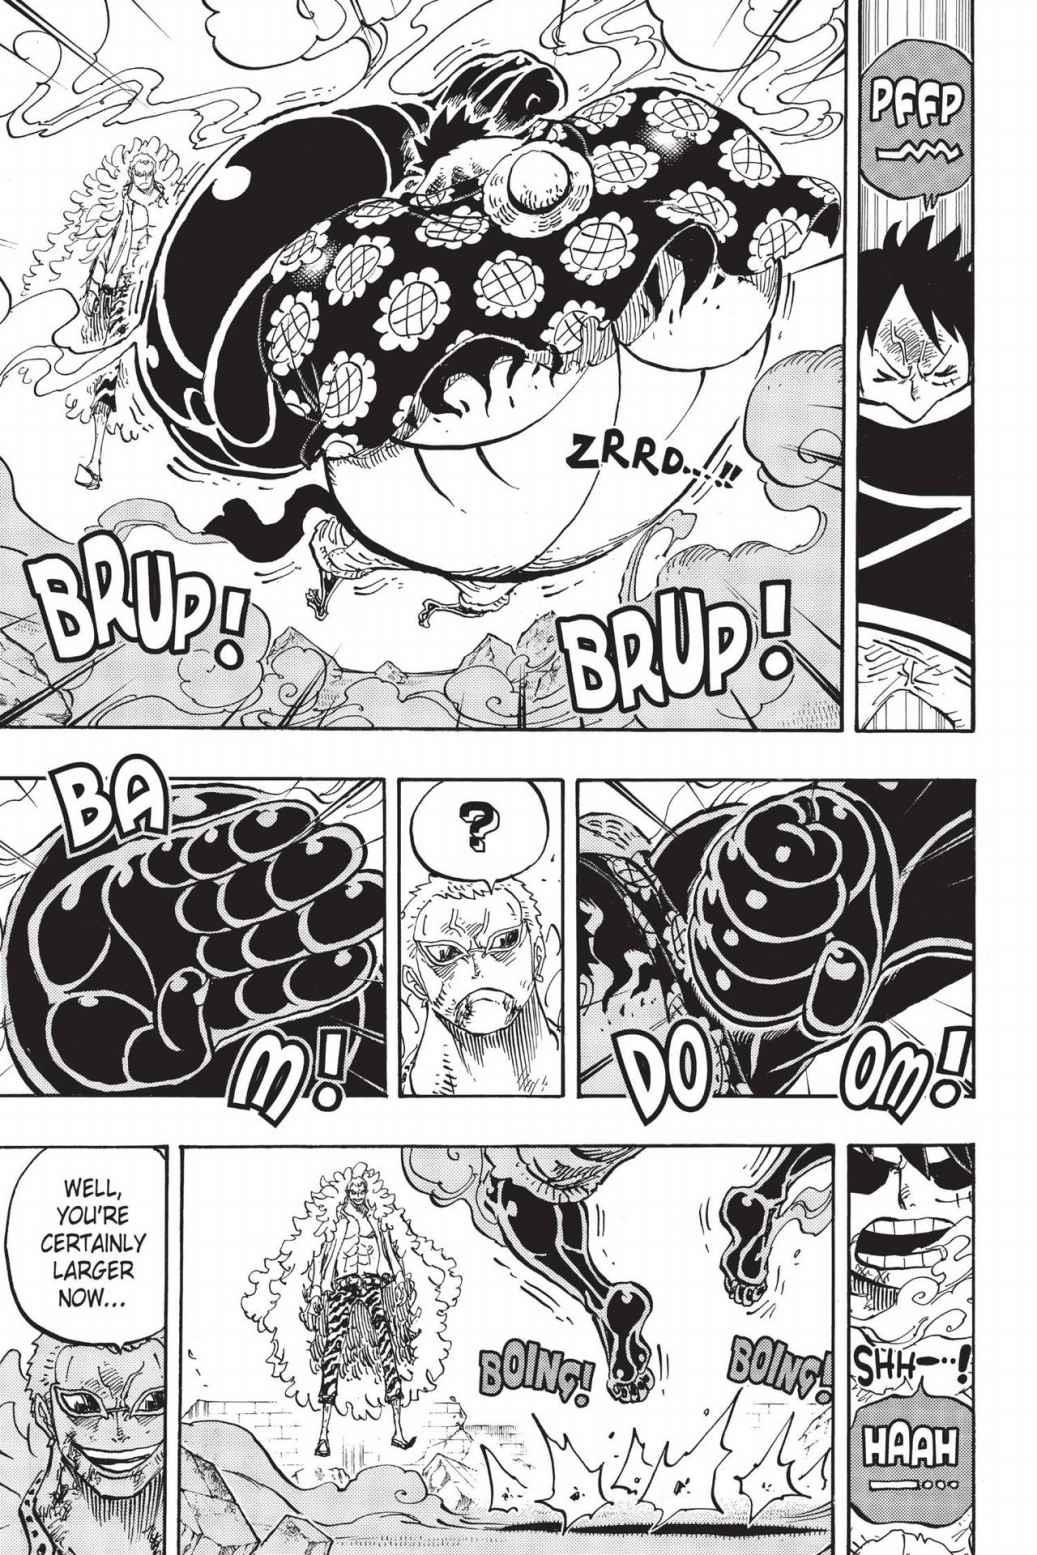 PFFP
ZRRD...!!
BRUP!
BRUP!
DO
OM!
?
BA
M!
SHH—...!
HAAH
BOING!
BOING!
WELL,
YOU'RE
CERTAINLY
LARGER
NOW...